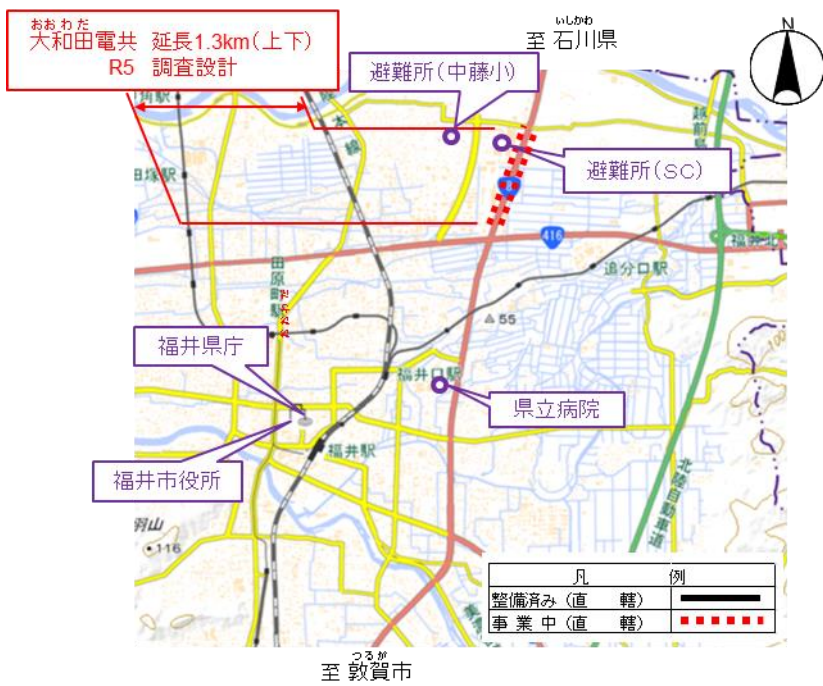 おおわだ
大和田電共 延長1.3km(上下)
R5 調査設計
いしかわ
至 石川県
N
避難所(中藤小)
避難所(SC)
416
追分口駅
田原町駅
おおわだ
55
福井県庁
福井口駅
県立病院
福井駅
福井市役所
北陸自動車道
116
100
凡 例
整備済み(直 轄)
事業中(直 轄)
つるが
至 敦賀市